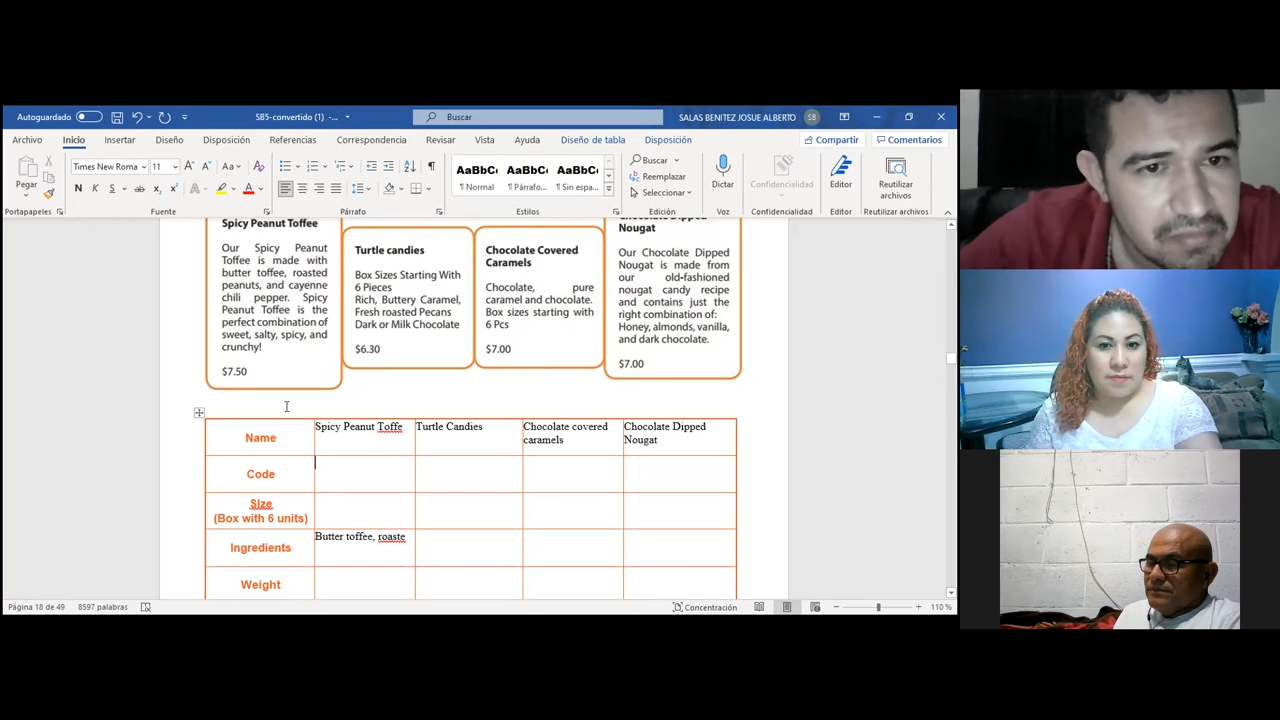 Autoguardado
SB5-convertido (1) -...
Buscar
SALAS BENITEZ JOSUE ALBERTO
SB
Archivo
Inicio
Insertar
Diseño
Disposición
Referencias
Correspondencia
Revisar
Vista
Ayuda
Diseño de tabla
Disposición
Compartir
Comentarios
Pegar
Times New Roma
11
Aa
N K S ab x₂ x²
AaBbCc
AaBbCc
AaBbCc
¶ Normal
¶ Párrafo...
¶ Sin espa...
Buscar
Reemplazar
Seleccionar
Dictar
Confidencialidad
Editor
Reutilizar
archivos
Portapapeles
Fuente
Párrafo
Estilos
Edición
Voz
Confidencialidad
Editor
Reutilizar archivos
Spicy Peanut Toffee
Our Spicy Peanut
Toffee is made with
butter toffee, roasted
peanuts, and cayenne
chili pepper. Spicy
Peanut Toffee is the
perfect combination of
sweet, salty, spicy, and
crunchy!
$7.50
Turtle candies
Box Sizes Starting With
6 Pieces
Rich, Buttery Caramel,
Fresh roasted Pecans
Dark or Milk Chocolate
$6.30
Chocolate Covered
Caramels
Chocolate, pure
caramel and chocolate.
Box sizes starting with
6 Pcs
$7.00
Chocolate Dipped
Nougat
Our Chocolate Dipped
Nougat is made from
our old-fashioned
nougat candy recipe
and contains just the
right combination of:
Honey, almonds, vanilla,
and dark chocolate.
$7.00
Name
Spicy Peanut Toffe
Turtle Candies
Chocolate covered
caramels
Chocolate Dipped
Nougat
Code
SIze
(Box with 6 units)
Ingredients
Butter toffee, roaste
Weight
Página 18 de 49
8597 palabras
Concentración
110 %